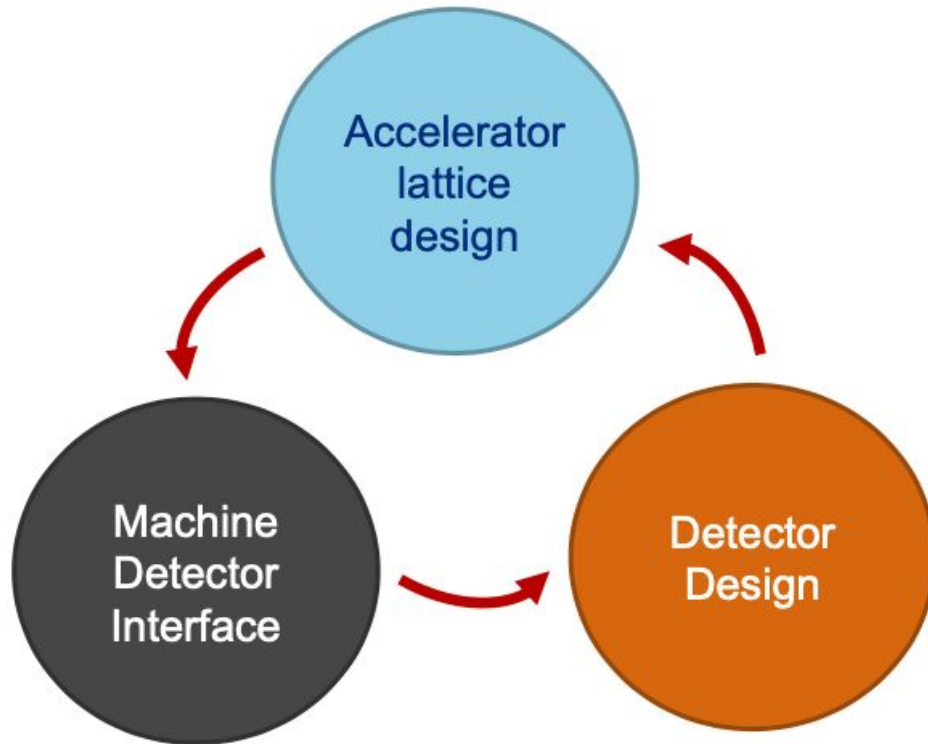 Accelerator
lattice
design
Machine
Detector
Interface
Detector
Design